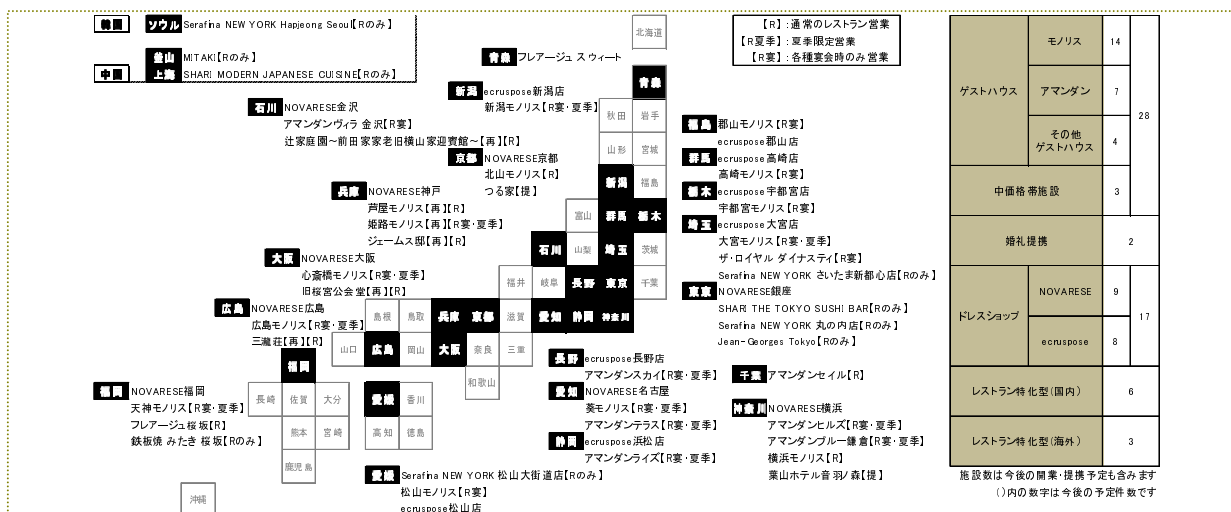 韓国 ソウル Serafina NEW YORK Hapjeong Seoul【Rのみ】
釜山 MITAKI【Rのみ】
中国 上海 SHARI MODERN JAPANESE CUISINE【Rのみ】
【R】:通常のレストラン営業
【R夏季】:夏季限定営業
【R宴】:各種宴会時のみ営業
青森 フレアージュ スウィート
新潟 ecruspose新潟店
新潟モノリス【R宴・夏季】
石川 NOVARESE金沢
アマンダンヴィラ 金沢【R宴】
辻家庭園~前田家家老旧横山家迎賓館~【再】【R】
京都 NOVARESE京都
北山モノリス【R】
つる家【提】
兵庫 NOVARESE神戸
芦屋モノリス【再】【R】
姫路モノリス【再】【R宴・夏季】
ジェームス邸【再】【R】
大阪 NOVARESE大阪
心斎橋モノリス【R宴・夏季】
旧桜宮公会堂【再】【R】
広島 NOVARESE広島
広島モノリス【R宴・夏季】
三瀧荘【再】【R】
福岡 NOVARESE福岡
天神モノリス【R宴・夏季】
フレアージュ桜坂【R】
鉄板焼 みたき 桜坂【Rのみ】
愛媛 Serafina NEW YORK 松山大街道店【Rのみ】
松山モノリス【R宴】
ecruspose松山店
福島 郡山モノリス【R宴】
ecruspose郡山店
群馬 ecruspose高崎店
高崎モノリス【R宴】
栃木 ecruspose宇都宮店
宇都宮モノリス【R宴】
埼玉 ecruspose大宮店
大宮モノリス【R宴・夏季】
ザ・ロイヤル ダイナスティ【R宴】
Serafina NEW YORK さいたま新都心店【Rのみ】
東京 NOVARESE銀座
SHARI THE TOKYO SUSHI BAR【Rのみ】
Serafina NEW YORK 丸の内店【Rのみ】
Jean-Georges Tokyo【Rのみ】
長野 ecruspose長野店
アマンダンスカイ【R宴・夏季】
愛知 NOVARESE名古屋
葵モノリス【R宴・夏季】
アマンダンテラス【R宴・夏季】
静岡 ecruspose浜松店
アマンダンライズ【R宴・夏季】
千葉 アマンダンセイル【R】
神奈川 NOVARESE横浜
アマンダンヒルズ【R宴・夏季】
アマンダンブルー鎌倉【R宴・夏季】
横浜モノリス【R】
葉山ホテル音羽ノ森【提】
北海道
青森
秋田 岩手
山形 宮城
新潟 福島
富山 群馬 栃木
石川 山梨 埼玉 茨城
福井 岐阜 長野 東京 千葉
島根 鳥取 兵庫 京都 滋賀 愛知 静岡 神奈川
山口 広島 岡山 大阪 奈良 三重
福岡 和歌山
長崎 佐賀 大分 愛媛 香川
熊本 宮崎 高知 徳島
鹿児島
沖縄
ゲストハウス モノリス 14 28
アマンダン 7
その他
ゲストハウス 4
中価格帯施設 3
婚礼提携 2
ドレスショップ NOVARESE 9 17
ecruspose 8
レストラン特化型(国内) 6
レストラン特化型(海外) 3
施設数は今後の開業・提携予定も含みます
()内の数字は今後の予定件数です